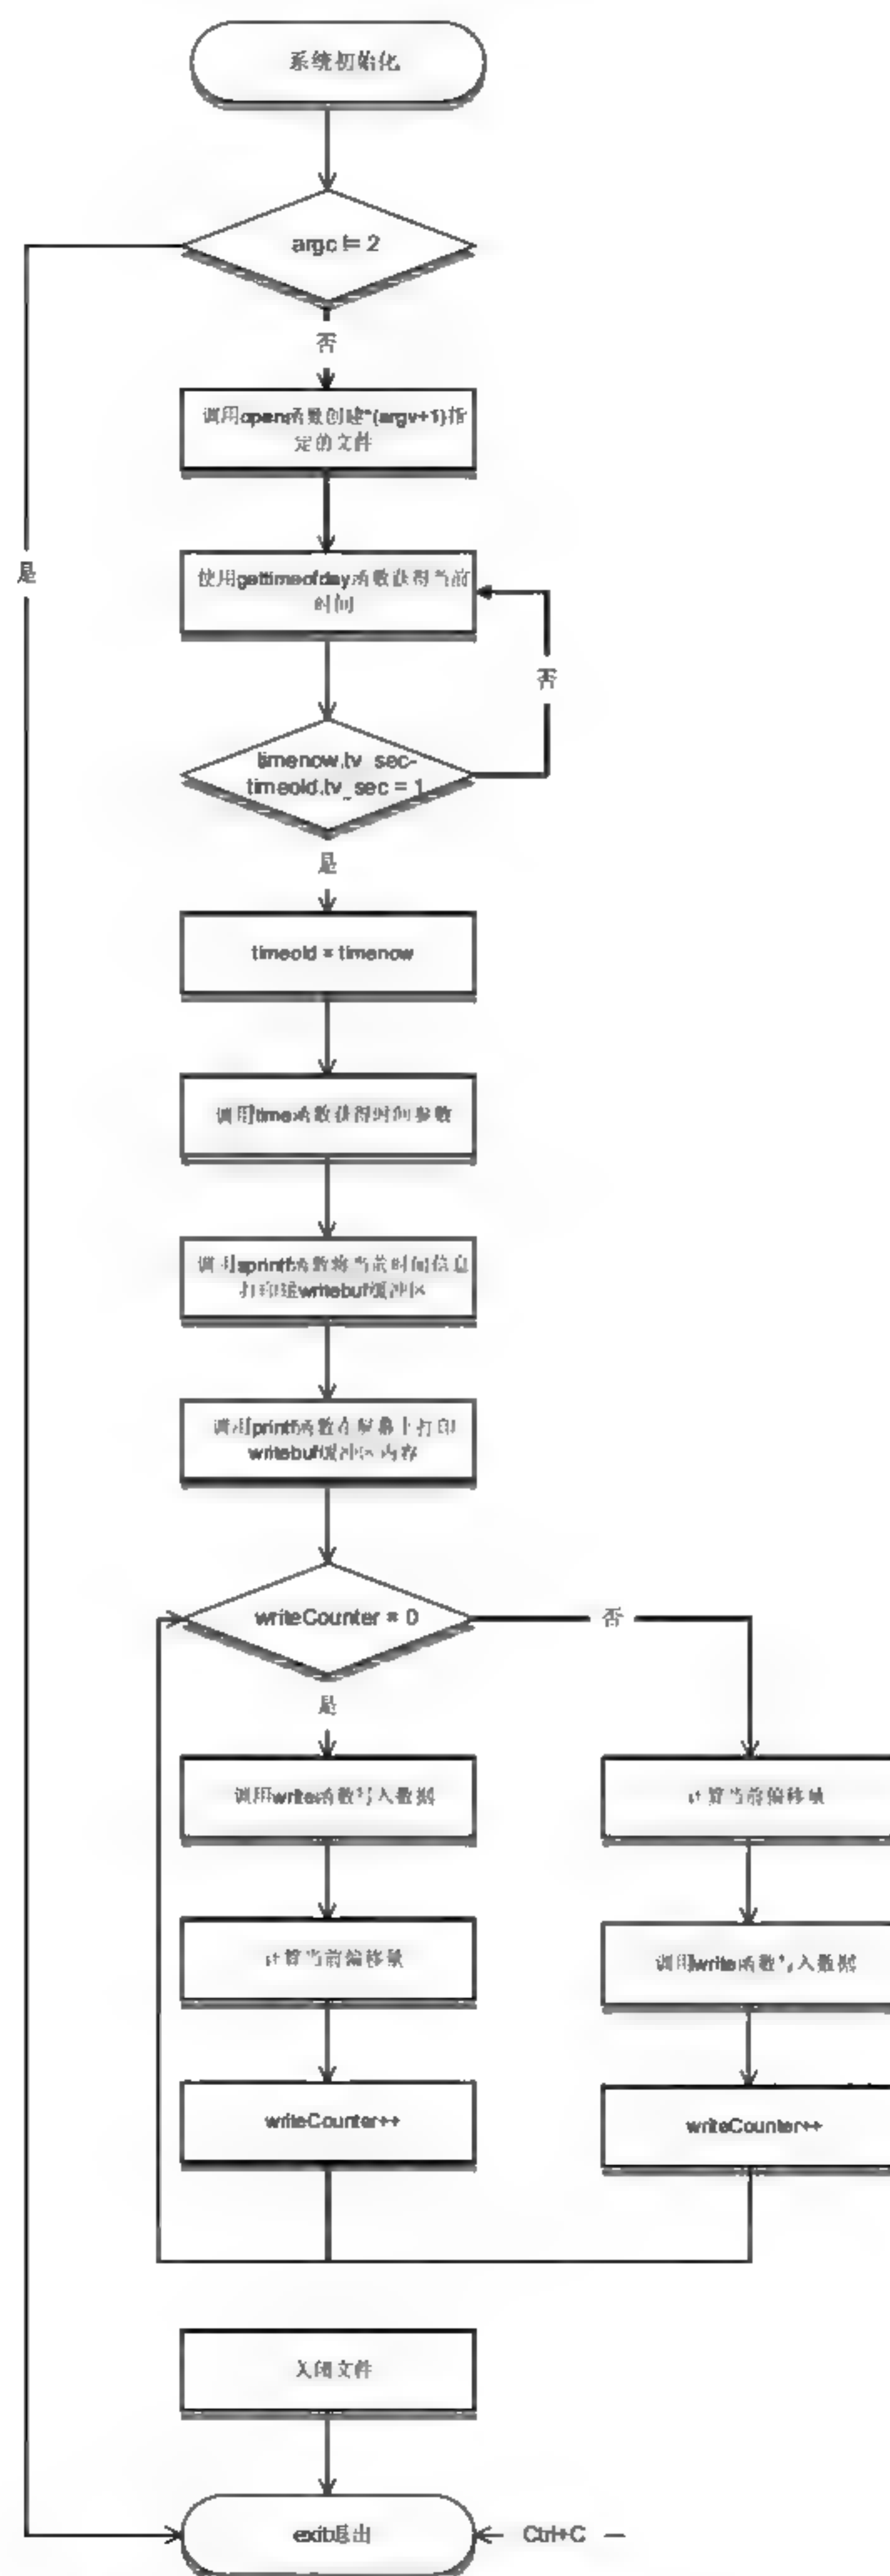 系统初始化
argc != 2
否
调用open函数创建*(argv+1)指
定的文件
是
使用gettimeofday函数获得当前
时间
否
timenow.tv_sec-
timeold.tv_sec = 1
是
timeold = timenow
调用time函数获得时间参数
调用sprintf函数将当前时间信息
打印到writebuf缓冲区
调用printf函数在屏幕上打印
writebuf缓冲区内存
writeCounter = 0
否
是
调用write函数写入数据
计算当前偏移量
计算当前偏移量
调用write函数写入数据
writeCounter++
writeCounter++
关闭文件
exit退出
Ctrl+C